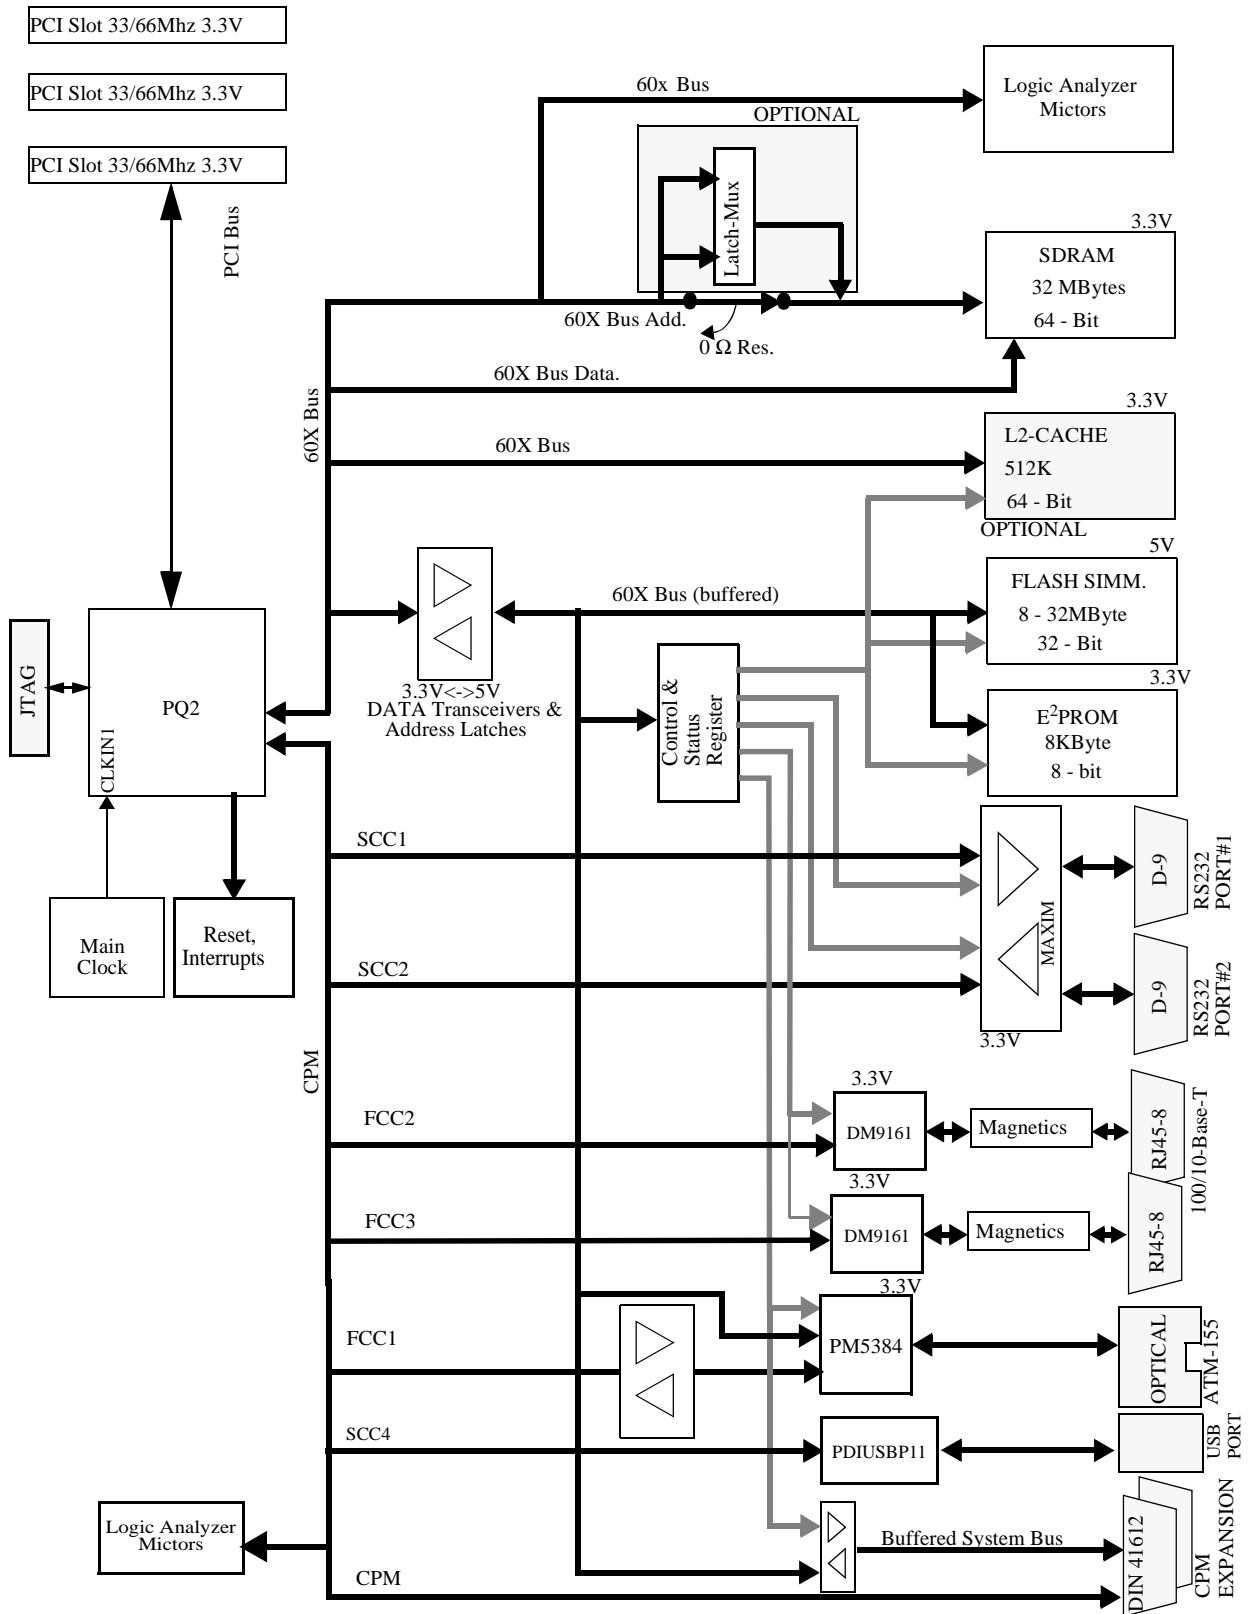 PCI Slot 33/66Mhz 3.3V
PCI Slot 33/66Mhz 3.3V
PCI Slot 33/66Mhz 3.3V
PCI Bus
60x Bus
Logic Analyzer
Mictors
OPTIONAL
Latch-Mux
3.3V
SDRAM
32 MBytes
64 - Bit
60X Bus Add.
0 Ω Res.
60X Bus Data.
60X Bus
60X Bus
3.3V
L2-CACHE
512K
64 - Bit
OPTIONAL
5V
FLASH SIMM.
8 - 32MByte
32 - Bit
60X Bus (buffered)
3.3V<->5V
DATA Transceivers &
Address Latches
Control &
Status
Register
3.3V
E²PROM
8KByte
8 - bit
JTAG
PQ2
CLKIN1
Main
Clock
Reset,
Interrupts
SCC1
MAXIM
3.3V
D-9
RS232
PORT#1
SCC2
D-9
RS232
PORT#2
CPM
FCC2
3.3V
DM9161
Magnetics
RJ45-8
100/10-Base-T
FCC3
3.3V
DM9161
Magnetics
RJ45-8
FCC1
3.3V
PM5384
OPTICAL
ATM-155
SCC4
PDIUSBP11
USB
PORT
Logic Analyzer
Mictors
Buffered System Bus
CPM
DIN 41612
CPM
EXPANSION